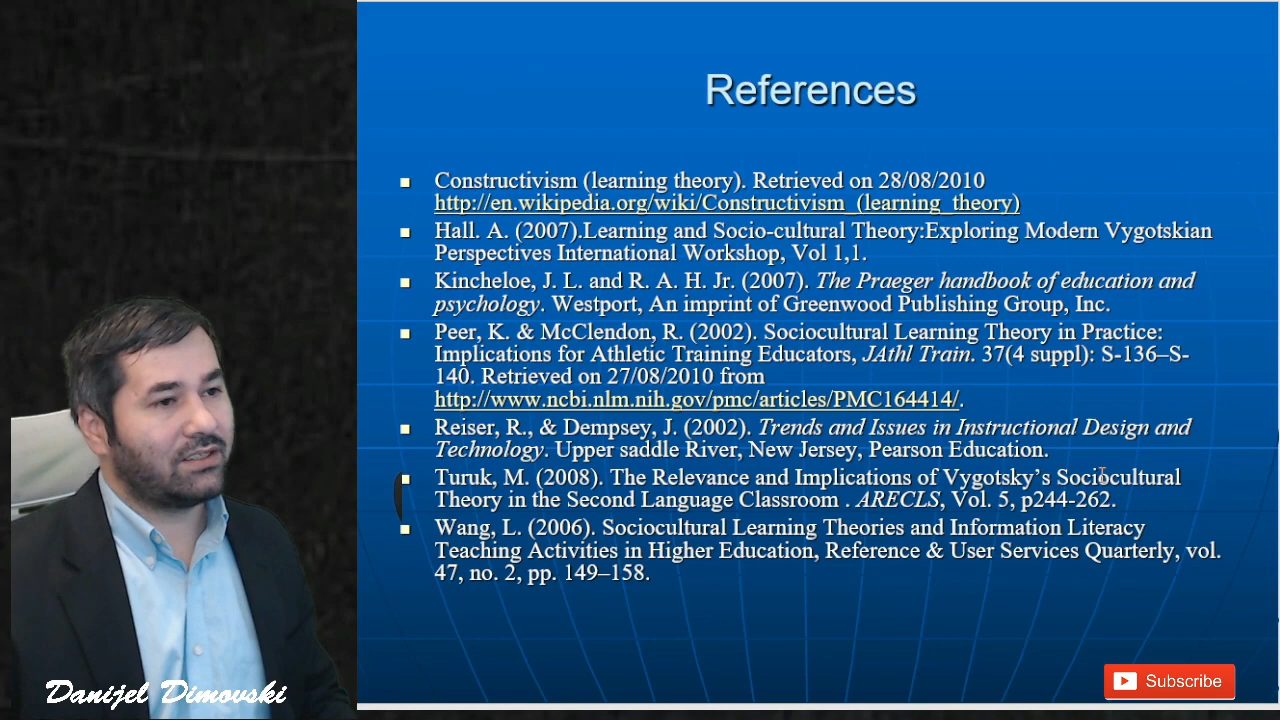 References
Constructivism (learning theory). Retrieved on 28/08/2010
http://en.wikipedia.org/wiki/Constructivism_(learning_theory)
Hall. A. (2007).Learning and Socio-cultural Theory:Exploring Modern Vygotskian
Perspectives International Workshop, Vol 1,1.
Kincheloe, J. L. and R. A. H. Jr. (2007). The Praeger handbook of education and
psychology. Westport, An imprint of Greenwood Publishing Group, Inc.
Peer, K. & McClendon, R. (2002). Sociocultural Learning Theory in Practice:
Implications for Athletic Training Educators, JAthl Train. 37(4 suppl): S-136–S-
140. Retrieved on 27/08/2010 from
http://www.ncbi.nlm.nih.gov/pmc/articles/PMC164414/.
Reiser, R., & Dempsey, J. (2002). Trends and Issues in Instructional Design and
Technology. Upper saddle River, New Jersey, Pearson Education.
Turuk, M. (2008). The Relevance and Implications of Vygotsky’s Sociocultural
Theory in the Second Language Classroom . ARECLS, Vol. 5, p244-262.
Wang, L. (2006). Sociocultural Learning Theories and Information Literacy
Teaching Activities in Higher Education, Reference & User Services Quarterly, vol.
47, no. 2, pp. 149–158.
Danijel Dimovski
Subscribe